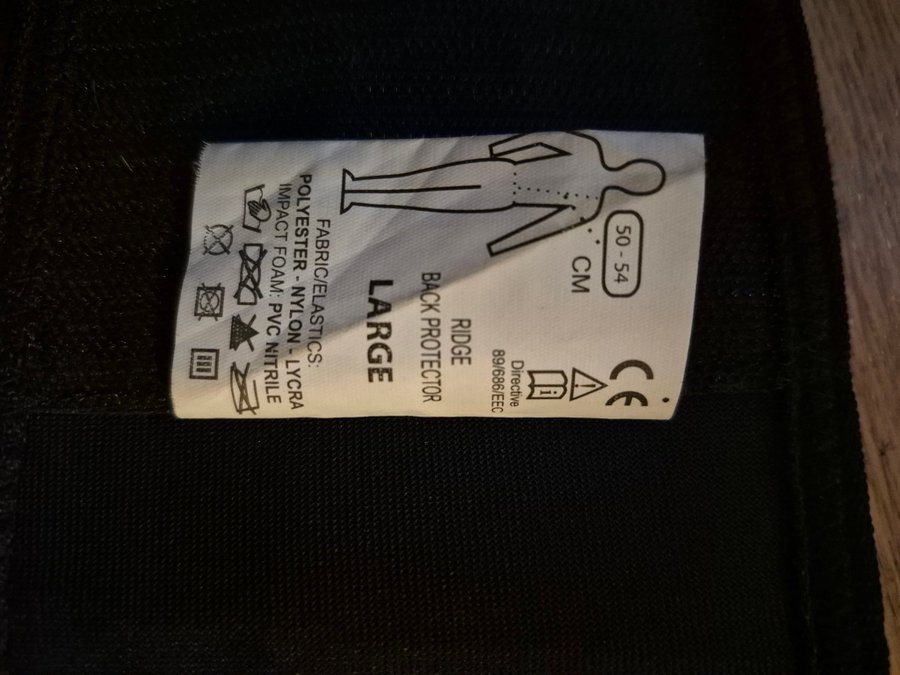 50 - 54
CM
CE
Directive
89/686/EEC
RIDGE
BACK PROTECTOR
LARGE
FABRIC/ELASTICS:
POLYESTER - NYLON - LYCRA
IMPACT FOAM: PVC NITRILE